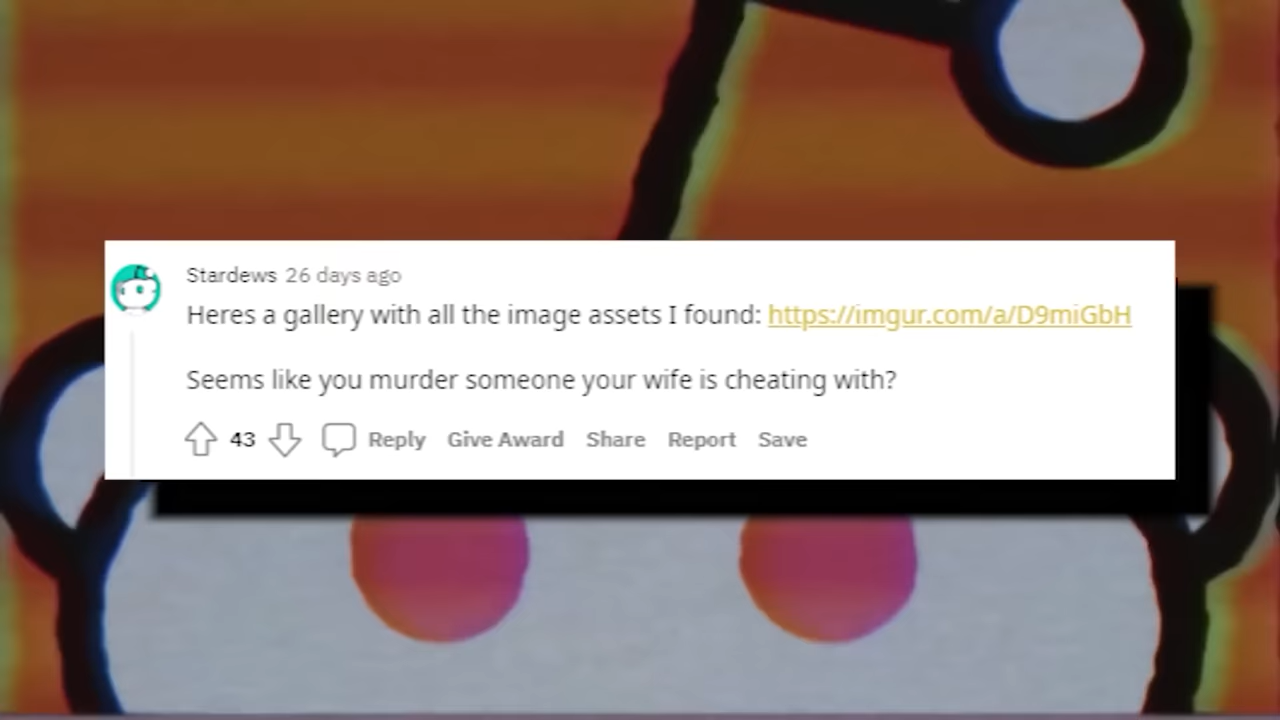 Stardews 26 days ago
Heres a gallery with all the image assets I found: https://imgur.com/a/D9miGbH
Seems like you murder someone your wife is cheating with?
43 Reply Give Award Share Report Save